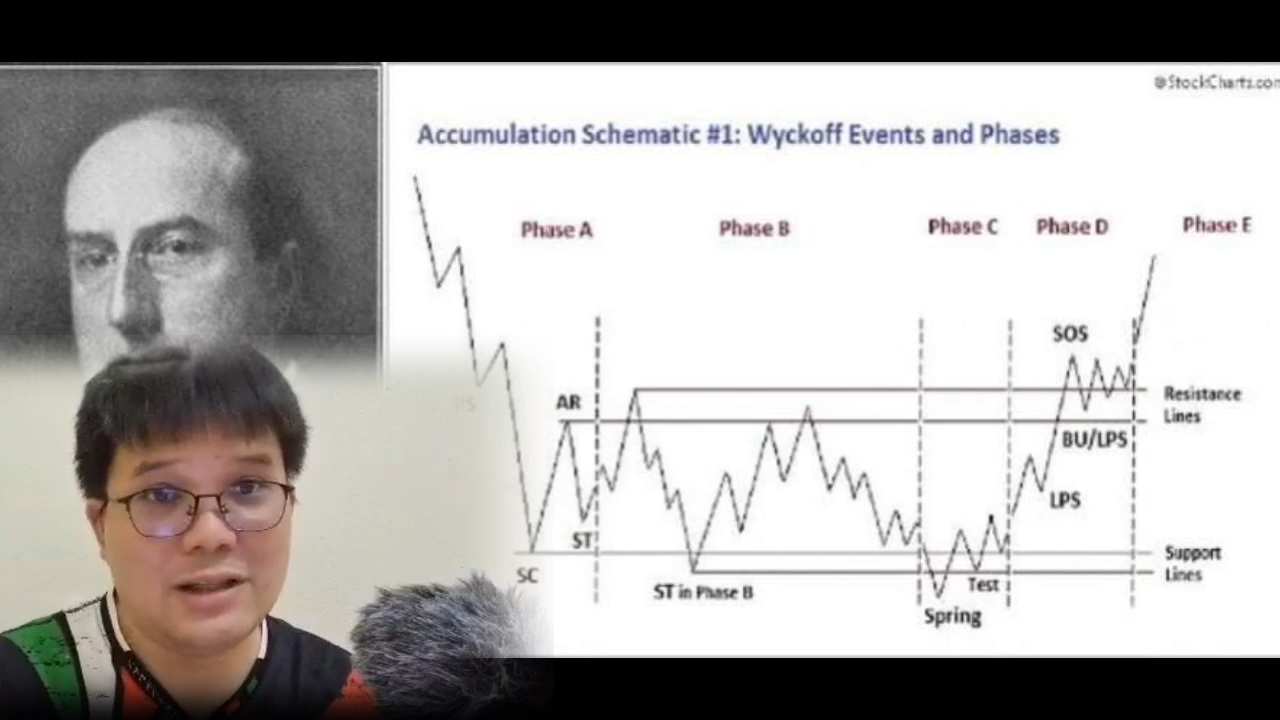 @StockCharts.com
Accumulation Schematic #1: Wyckoff Events and Phases
Phase A
Phase B
Phase C
Phase D
Phase E
SOS
AR
Resistance
Lines
BU/LPS
LPS
PS
ST
SC
Support
Lines
ST in Phase B
Test
Spring